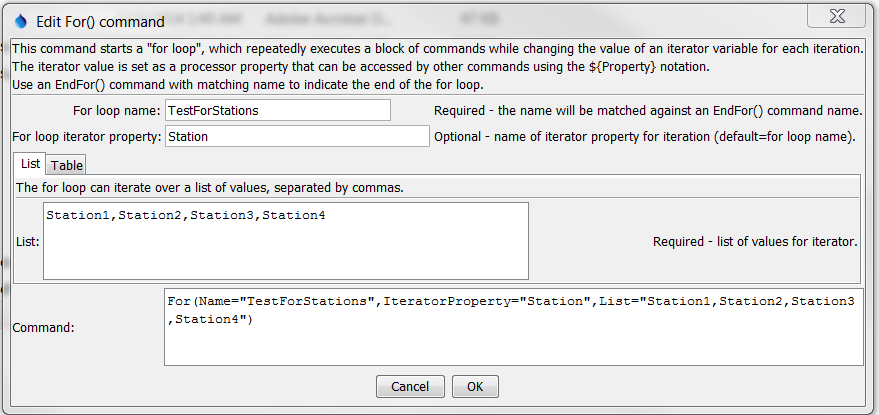 Edit For() command
This command starts a "for loop", which repeatedly executes a block of commands while changing the value of an iterator variable for each iteration.
The iterator value is set as a processor property that can be accessed by other commands using the ${Property} notation.
Use an EndFor() command with matching name to indicate the end of the for loop.
For loop name: TestForStations Required - the name will be matched against an EndFor() command name.
For loop iterator property: Station Optional - name of iterator property for iteration (default=for loop name).
List Table
The for loop can iterate over a list of values, separated by commas.
Station1,Station2,Station3,Station4
List: Required - list of values for iterator.
For(Name="TestForStations",IteratorProperty="Station",List="Station1,Station2,Station3
,Station4")
Command:
Cancel OK